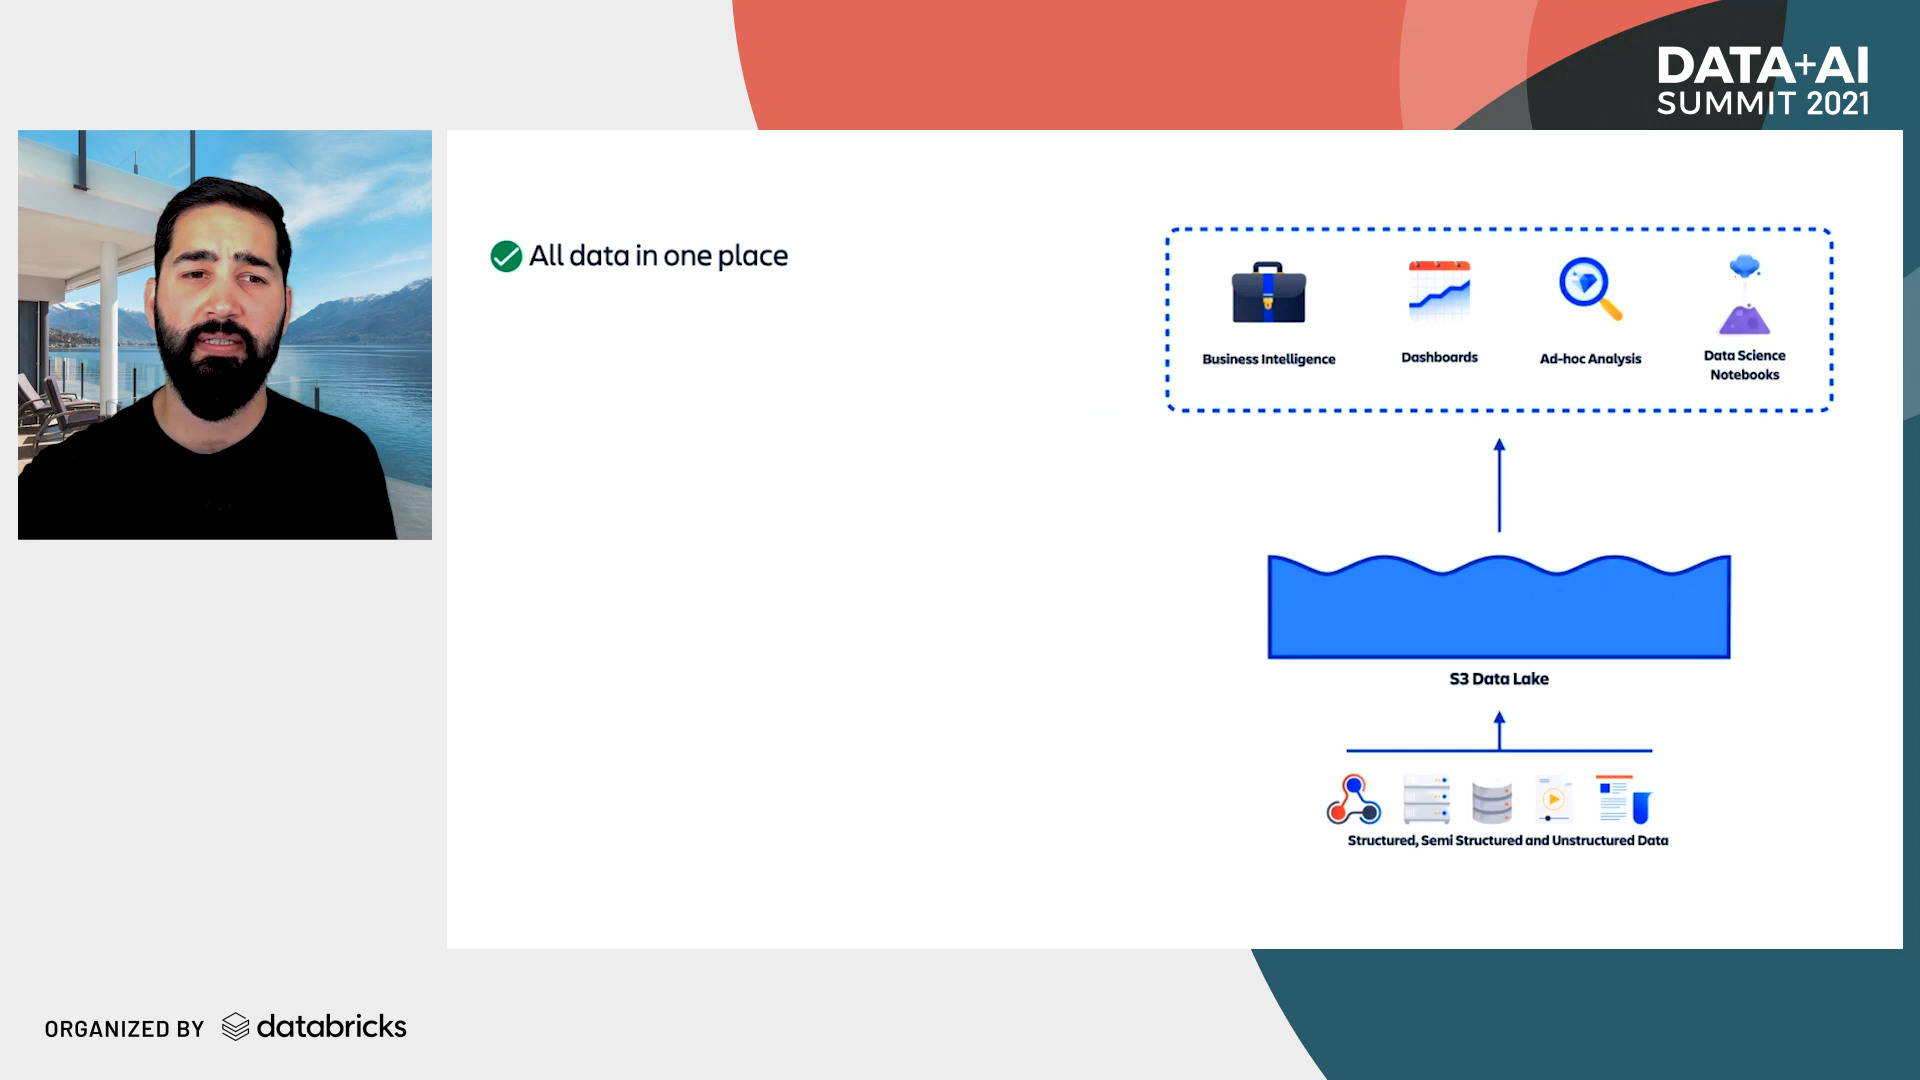 DATA+AI
SUMMIT 2021
All data in one place
Business Intelligence
Dashboards
Ad-hoc Analysis
Data Science
Notebooks
S3 Data Lake
Structured, Semi Structured and Unstructured Data
ORGANIZED BY databricks